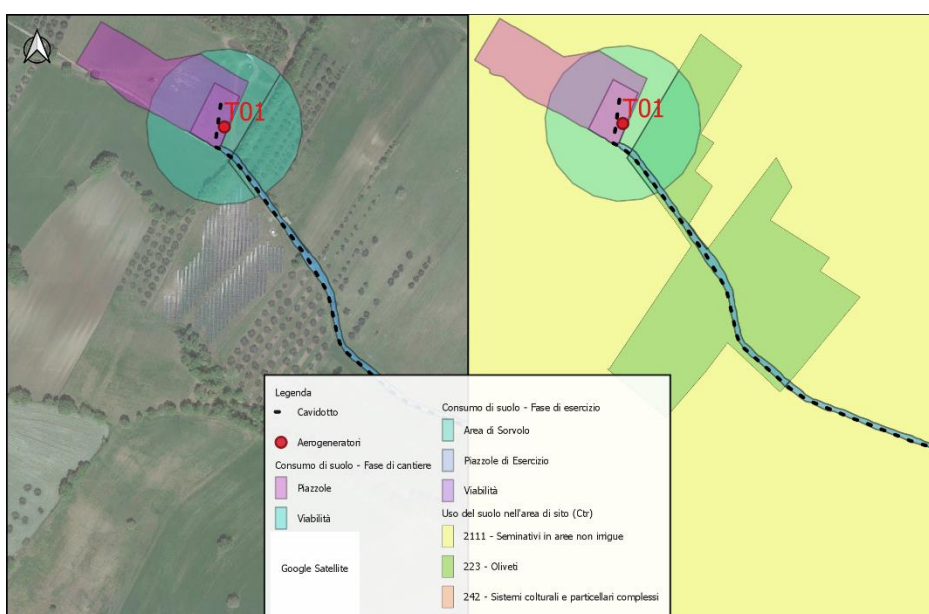 T01
T01
Legenda
Cavidotto
Aerogeneratori
Consumo di suolo - Fase di cantiere
Piazzole
Viabilità
Google Satellite
Consumo di suolo - Fase di esercizio
Area di Sorvolo
Piazzole di Esercizio
Viabilità
Uso del suolo nell'area di sito (Ctr)
2111 - Seminativi in aree non irrigue
223 - Oliveti
242 - Sistemi colturali e particellari complessi